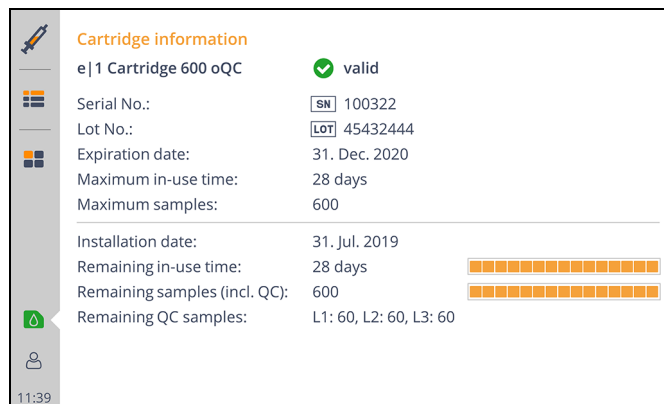 Cartridge information
e|1 Cartridge 600 oQC valid
Serial No.: SN 100322
Lot No.: LOT 45432444
Expiration date: 31. Dec. 2020
Maximum in-use time: 28 days
Maximum samples: 600
Installation date: 31. Jul. 2019
Remaining in-use time: 28 days
Remaining samples (incl. QC): 600
Remaining QC samples: L1: 60, L2: 60, L3: 60
11:39